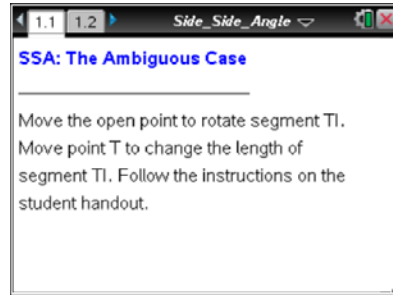 1.1 1.2 Side_Side_Angle
SSA: The Ambiguous Case
Move the open point to rotate segment TI.
Move point T to change the length of
segment TI. Follow the instructions on the
student handout.